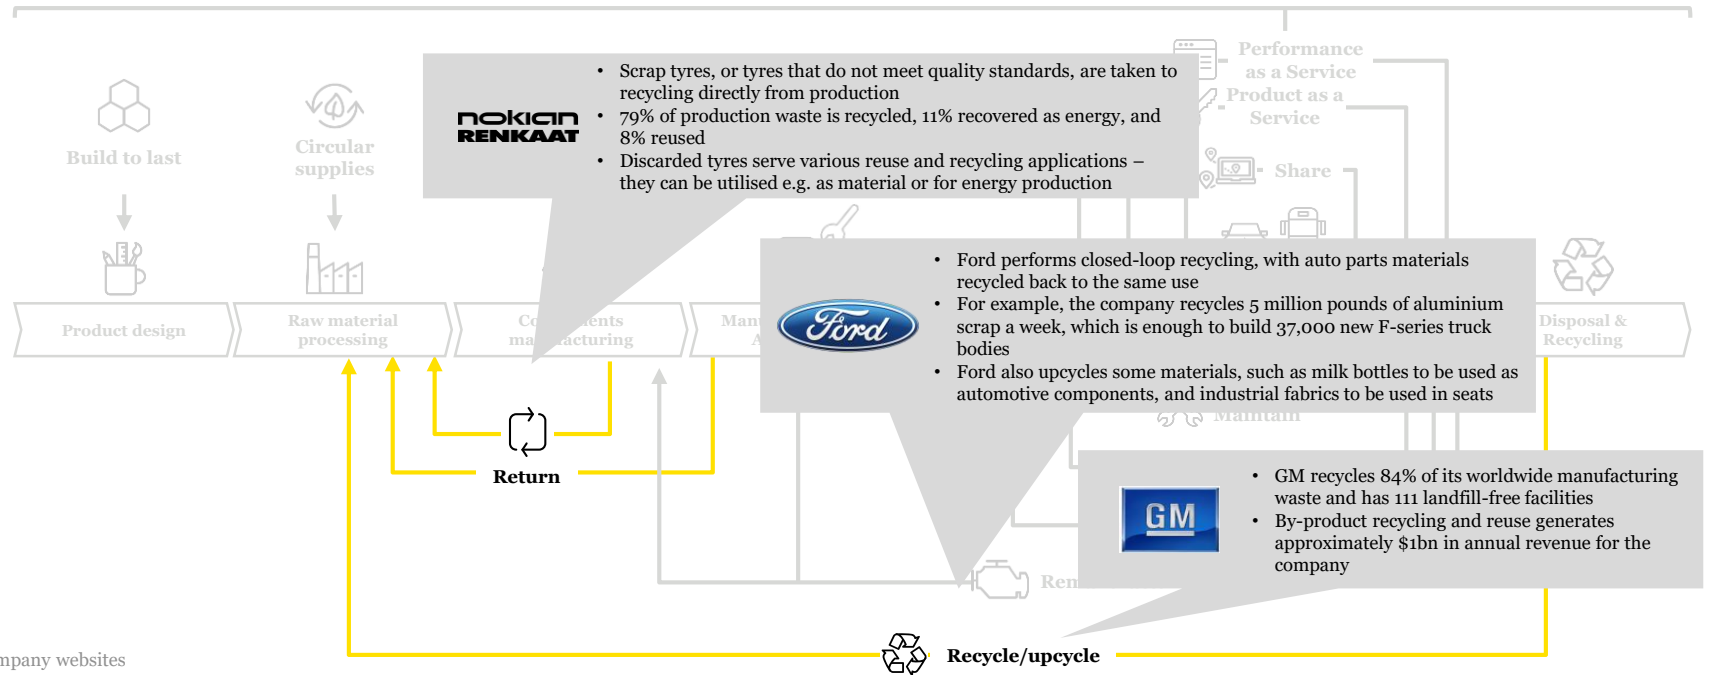 Performance
as a Service
Product as a
Service
Share
Build to last
Circular
supplies
nokian
RENKAAT
• Scrap tyres, or tyres that do not meet quality standards, are taken to
recycling directly from production
• 79% of production waste is recycled, 11% recovered as energy, and
8% reused
• Discarded tyres serve various reuse and recycling applications –
they can be utilised e.g. as material or for energy production
Product design
Raw material
processing
Disposal &
Recycling
Ford
• Ford performs closed-loop recycling, with auto parts materials
recycled back to the same use
• For example, the company recycles 5 million pounds of aluminium
scrap a week, which is enough to build 37,000 new F-series truck
bodies
• Ford also upcycles some materials, such as milk bottles to be used as
automotive components, and industrial fabrics to be used in seats
Maintain
Return
GM
• GM recycles 84% of its worldwide manufacturing
waste and has 111 landfill-free facilities
• By-product recycling and reuse generates
approximately $1bn in annual revenue for the
company
Recycle/upcycle
websites